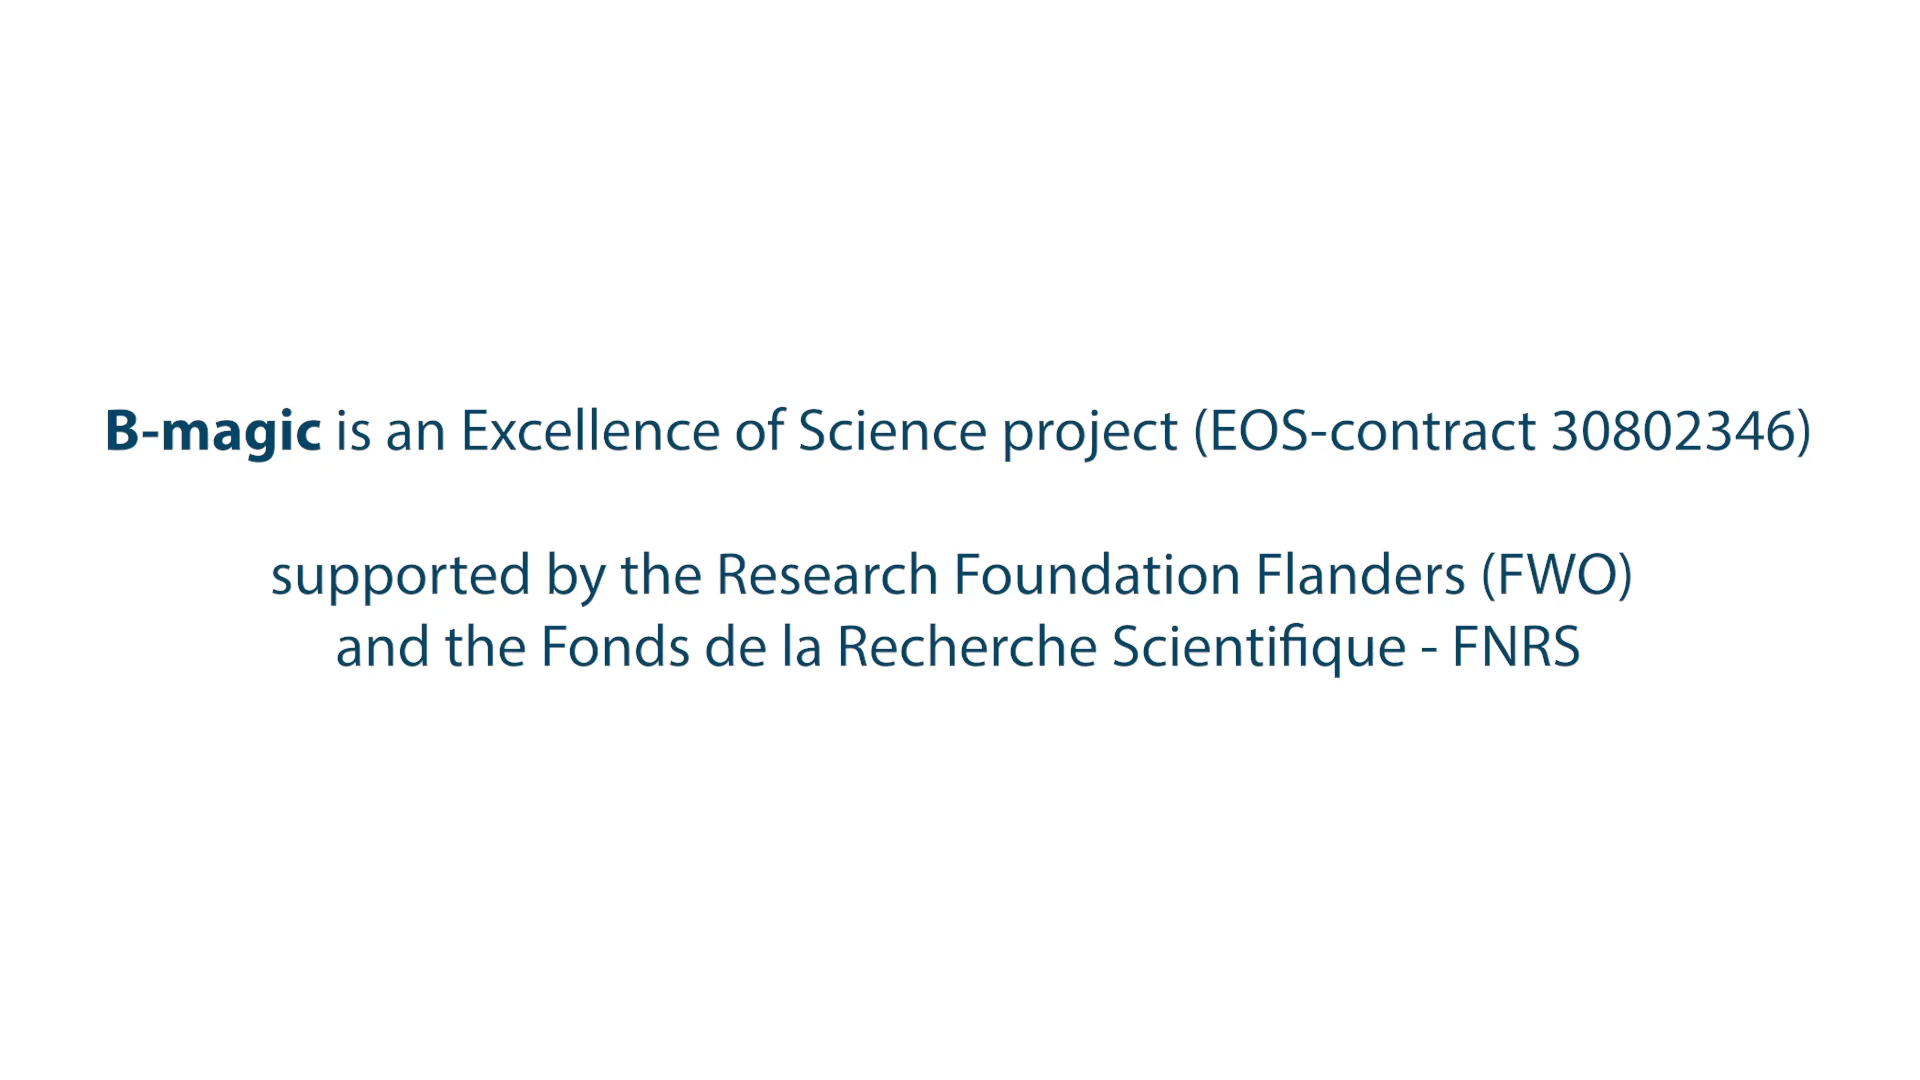 B-magic is an Excellence of Science project (EOS-contract 30802346)
supported by the Research Foundation Flanders (FWO)
and the Fonds de la Recherche Scientifique - FNRS